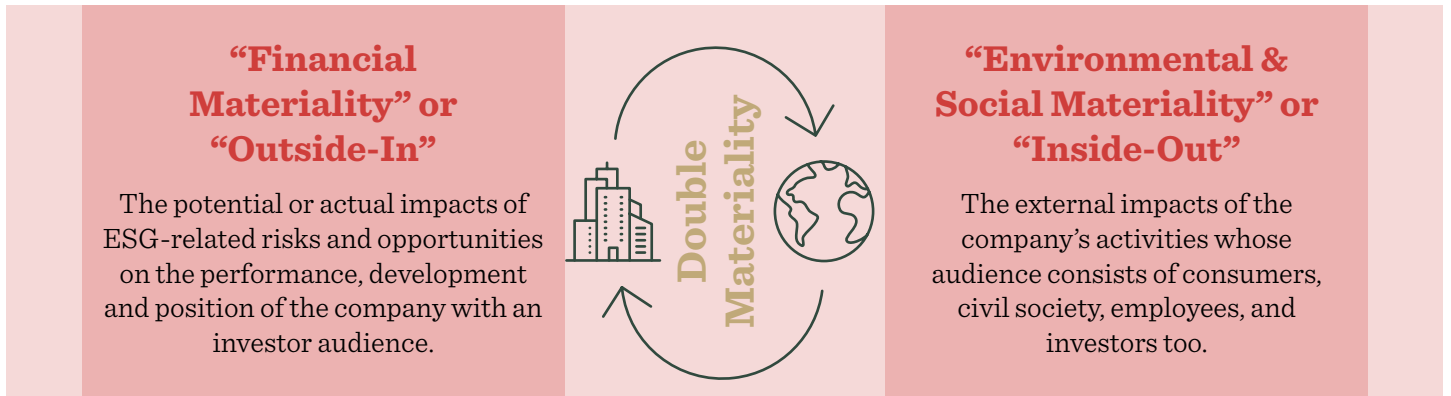 “Financial
Materiality” or
“Outside-In”
The potential or actual impacts of
ESG-related risks and opportunities
on the performance, development
and position of the company with an
investor audience.
Double
Materiality
“Environmental &
Social Materiality” or
“Inside-Out”
The external impacts of the
company’s activities whose
audience consists of consumers,
civil society, employees, and
investors too.